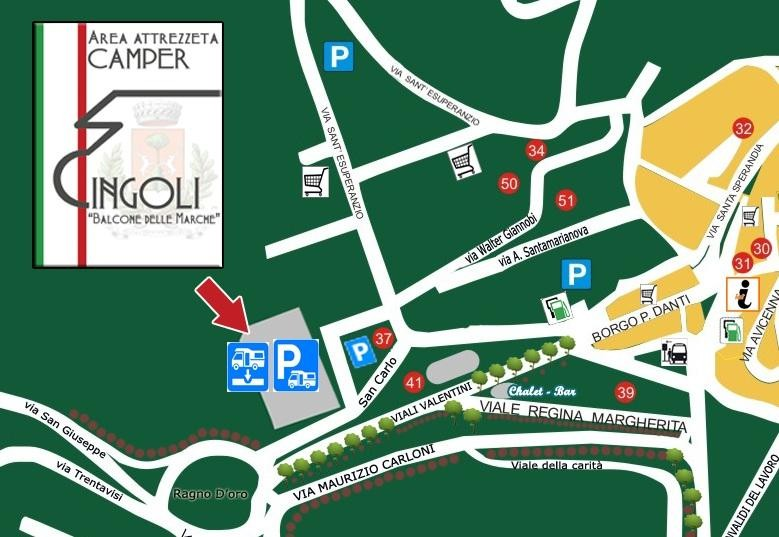 AREA ATTREZZETA
CAMPER
CINGOLI
"BALCONE DELLE MARCHE"
P
VIA SANT'ESUPERANZIO
VIA SANT'ESUPERANZIO
32
34
50
51
VIA SANTA SPERANDIA
via Walter Giannobi
via A. Santamarianova
30
31
P
i
BORGO P. DANTI
VIA AVICENNA
37
P
P
San Carlo
41
Chalet - Bar
39
VIALI VALENTINI
VIALE REGINA MARGHERITA
via San Giuseppe
VIA MAURIZIO CARLONI
Viale della carità
via Trentavisi
Ragno D'oro
NVALIDI DEL LAVORO